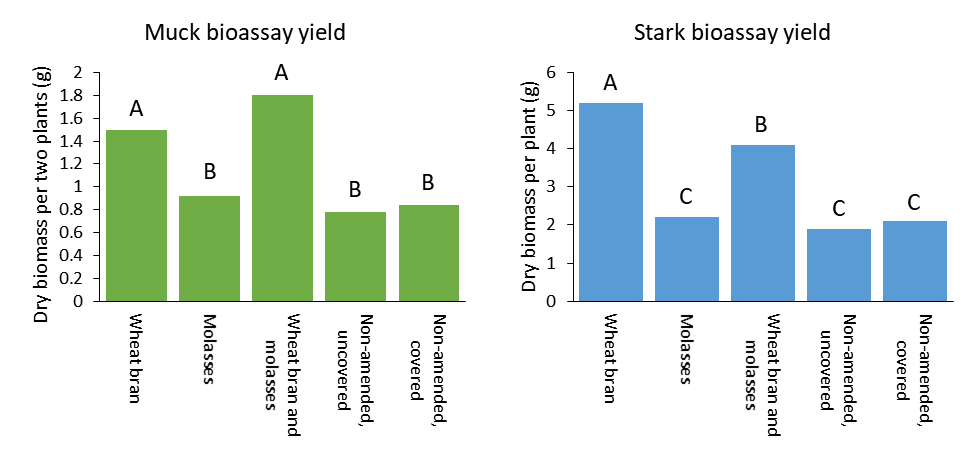 Muck bioassay yield
Dry biomass per two plants (g)
2
1.8
1.6
1.4
1.2
1
0.8
0.6
0.4
0.2
0
A
B
A
B
B
Wheat bran
Molasses
Wheat bran and
molasses
Non-amended,
uncovered
Non-amended,
covered
Stark bioassay yield
Dry biomass per plant (g)
6
5
4
3
2
1
0
A
C
B
C
C
Wheat bran
Molasses
Wheat bran and
molasses
Non-amended,
uncovered
Non-amended,
covered